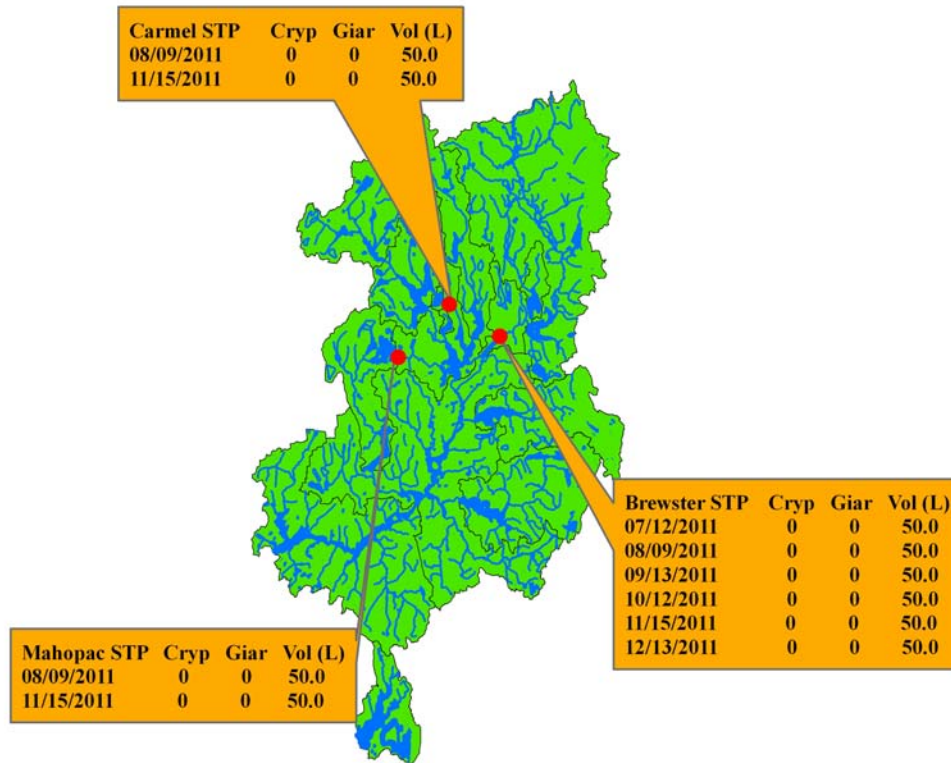 Carmel STP Cryp Giar Vol (L)
08/09/2011 0 0 50.0
11/15/2011 0 0 50.0
Brewster STP Cryp Giar Vol (L)
07/12/2011 0 0 50.0
08/09/2011 0 0 50.0
09/13/2011 0 0 50.0
10/12/2011 0 0 50.0
11/15/2011 0 0 50.0
12/13/2011 0 0 50.0
Mahopac STP Cryp Giar Vol (L)
08/09/2011 0 0 50.0
11/15/2011 0 0 50.0